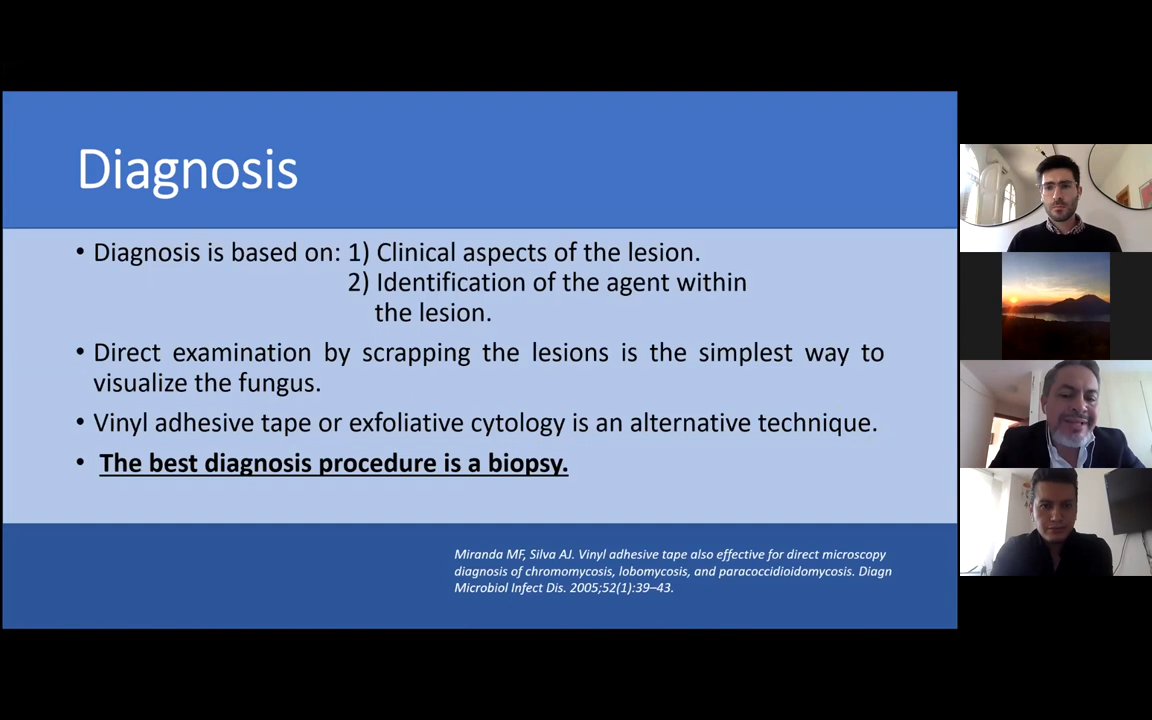 Diagnosis
• Diagnosis is based on: 1) Clinical aspects of the lesion.
2) Identification of the agent within
the lesion.
• Direct examination by scrapping the lesions is the simplest way to
visualize the fungus.
• Vinyl adhesive tape or exfoliative cytology is an alternative technique.
• The best diagnosis procedure is a biopsy.
Miranda MF, Silva AJ. Vinyl adhesive tape also effective for direct microscopy
diagnosis of chromomycosis, lobomycosis, and paracoccidioidomycosis. Diagn
Microbiol Infect Dis. 2005;52(1):39–43.